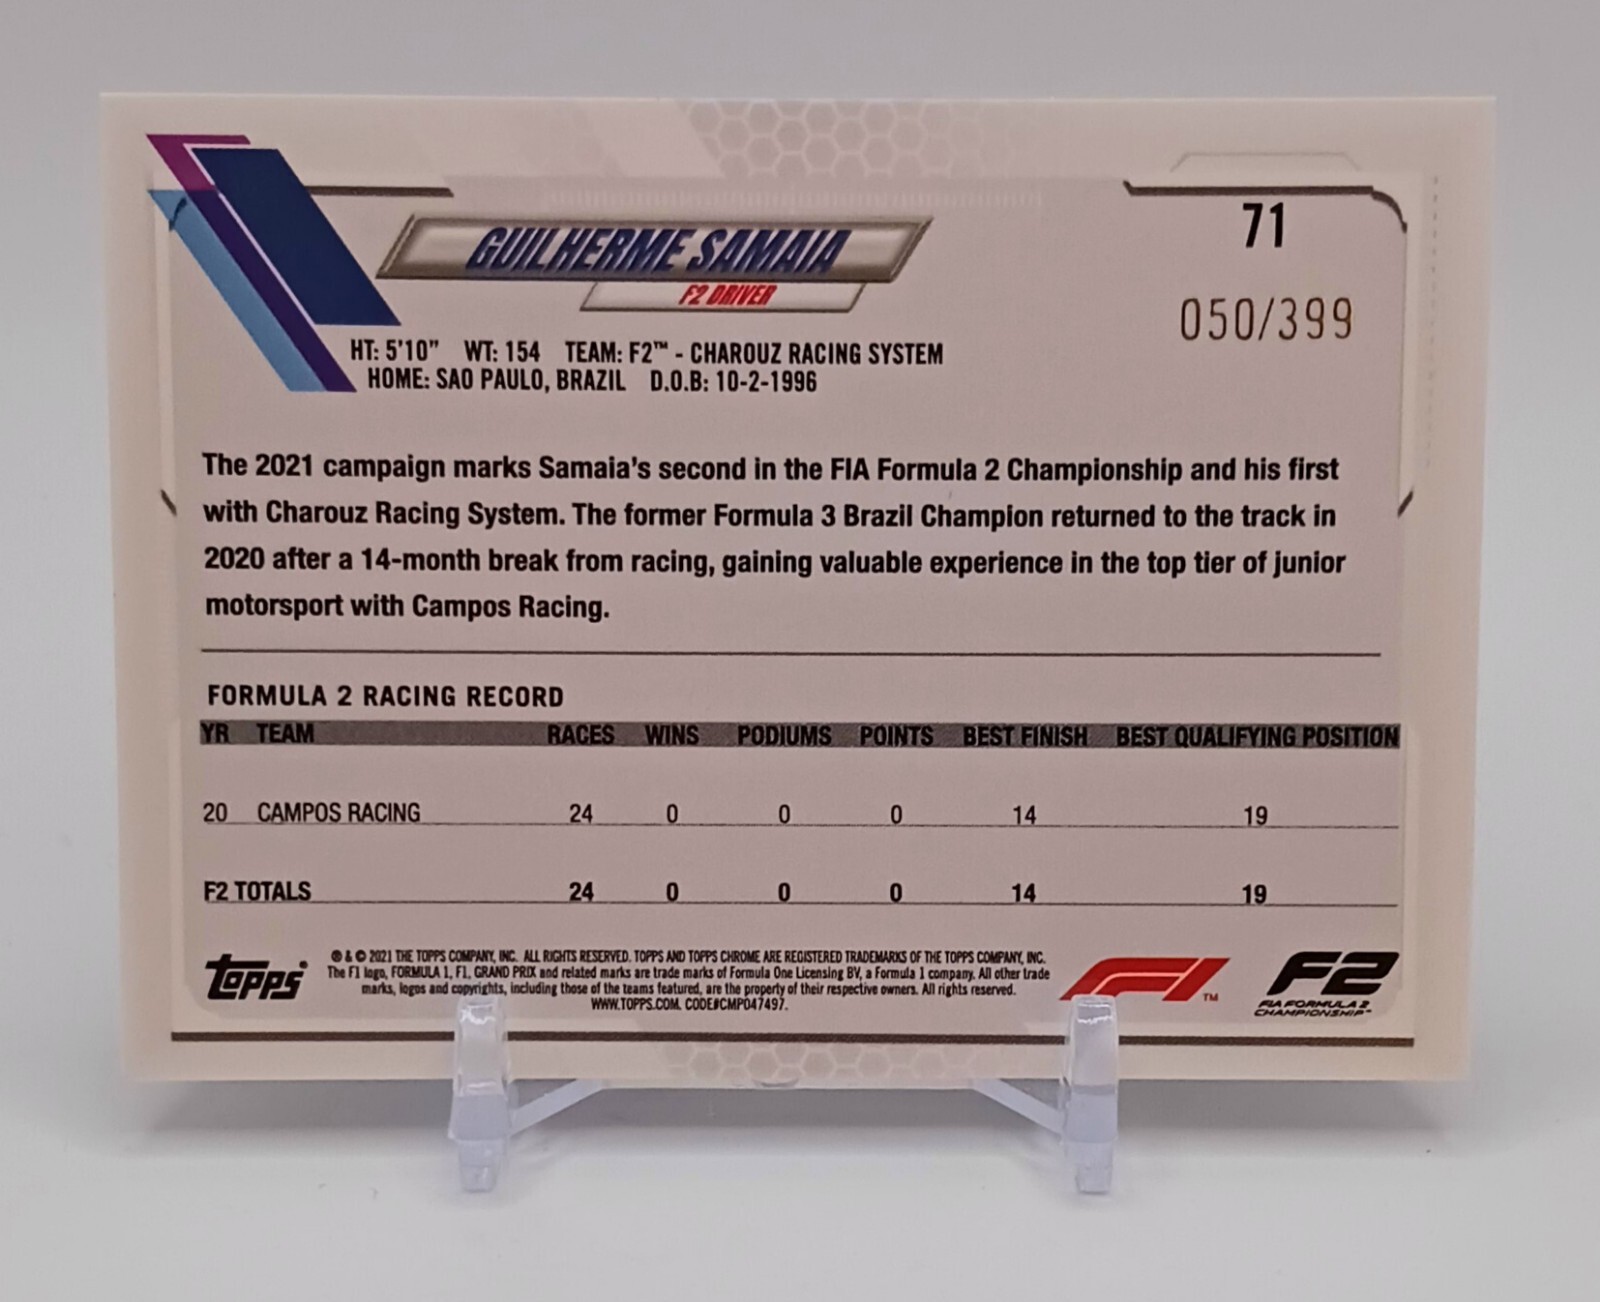 71
050/399
GUILHERME SAMAIA
F2 DRIVER
HT: 5'10" WT: 154 TEAM: F2™ - CHAROUZ RACING SYSTEM
HOME: SAO PAULO, BRAZIL D.O.B: 10-2-1996
The 2021 campaign marks Samaia's second in the FIA Formula 2 Championship and his first
with Charouz Racing System. The former Formula 3 Brazil Champion returned to the track in
2020 after a 14-month break from racing, gaining valuable experience in the top tier of junior
motorsport with Campos Racing.
FORMULA 2 RACING RECORD
YR TEAM RACES WINS PODIUMS POINTS BEST FINISH BEST QUALIFYING POSITION
20 CAMPOS RACING 24 0 0 0 14 19
F2 TOTALS 24 0 0 0 14 19
Topps®
® & © 2021 THE TOPPS COMPANY, INC. ALL RIGHTS RESERVED. TOPPS AND TOPPS CHROME ARE REGISTERED TRADEMARKS OF THE TOPPS COMPANY, INC.
The F1 logo, FORMULA 1, F1, GRAND PRIX and related marks are trade marks of Formula One Licensing BV, a Formula 1 company. All other trade
marks, logos and copyrights, including those of the teams featured, are the property of their respective owners. All rights reserved.
WWW.TOPPS.COM. CODE#CMP047497.
F1™
F2
FIA FORMULA 2
CHAMPIONSHIP™